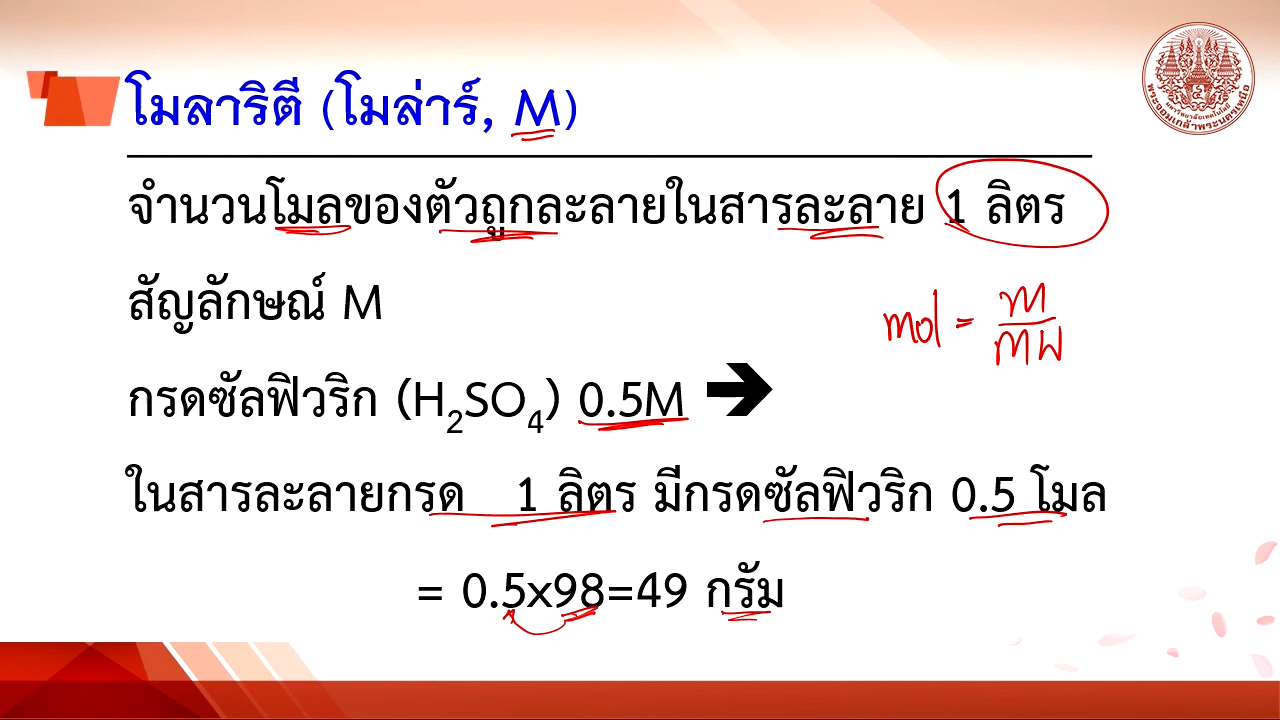 โมลาริตี (โมล่าร์, M)
จำนวนโมลของตัวถูกละลายในสารละลาย 1 ลิตร
สัญลักษณ์ M
mol = m / mw
กรดซัลฟิวริก (H2SO4) 0.5M ➔
ในสารละลายกรด 1 ลิตร มีกรดซัลฟิวริก 0.5 โมล
= 0.5x98=49 กรัม